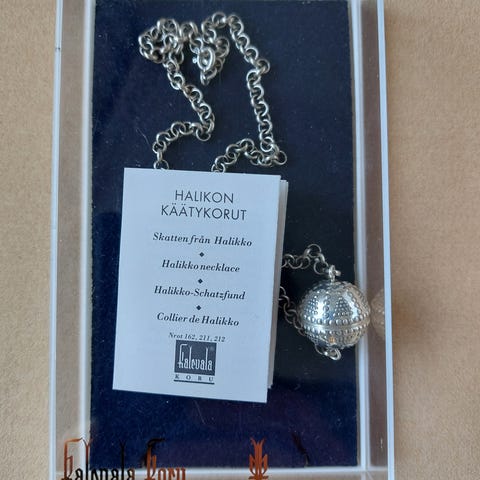 HALIKON
KÄÄTYKORUT
Skatten från Halikko
Halikko necklace
Halikko-Schatzfund
Collier de Halikko
Nrot 162, 211, 212
Kalevala
KORU
Kalevala Koru